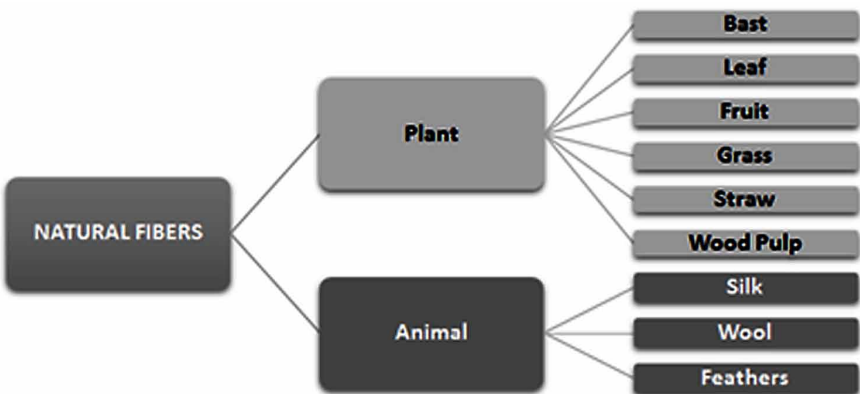 NATURAL FIBERS
Plant
Bast
Leaf
Fruit
Grass
Straw
Wood Pulp
Animal
Silk
Wool
Feathers